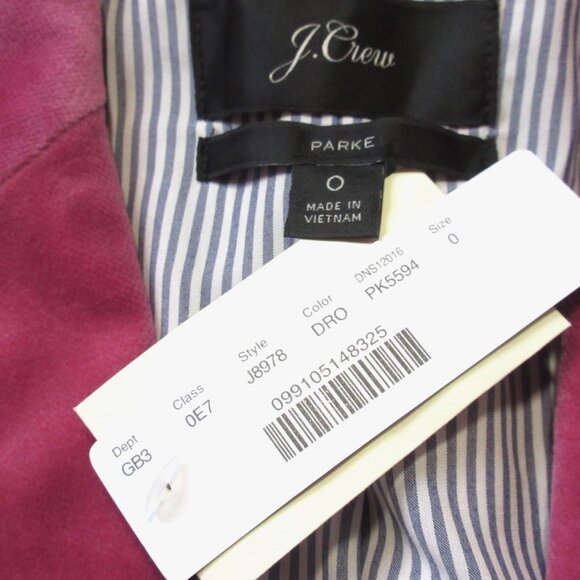 J.Crew
PARKE
0
MADE IN
VIETNAM
Dept Class Style Color DNS12016 Size
GB3 0E7 J8978 DRO PK5594 0
099105148325